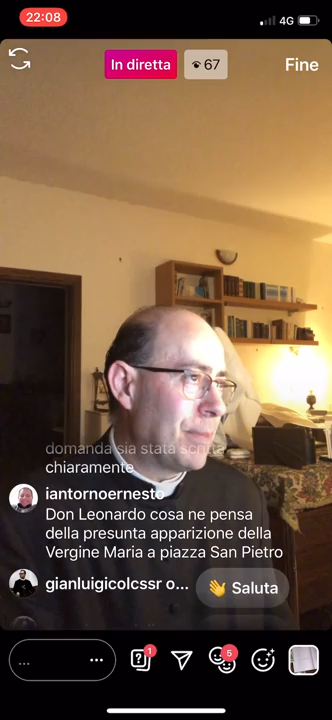 22:08
4G
In diretta
67
Fine
domanda sia stata scritta
chiaramente
iantornoernesto
Don Leonardo cosa ne pensa
della presunta apparizione della
Vergine Maria a piazza San Pietro
gianluigicolcssr o...
👋 Saluta
...
...
1
5